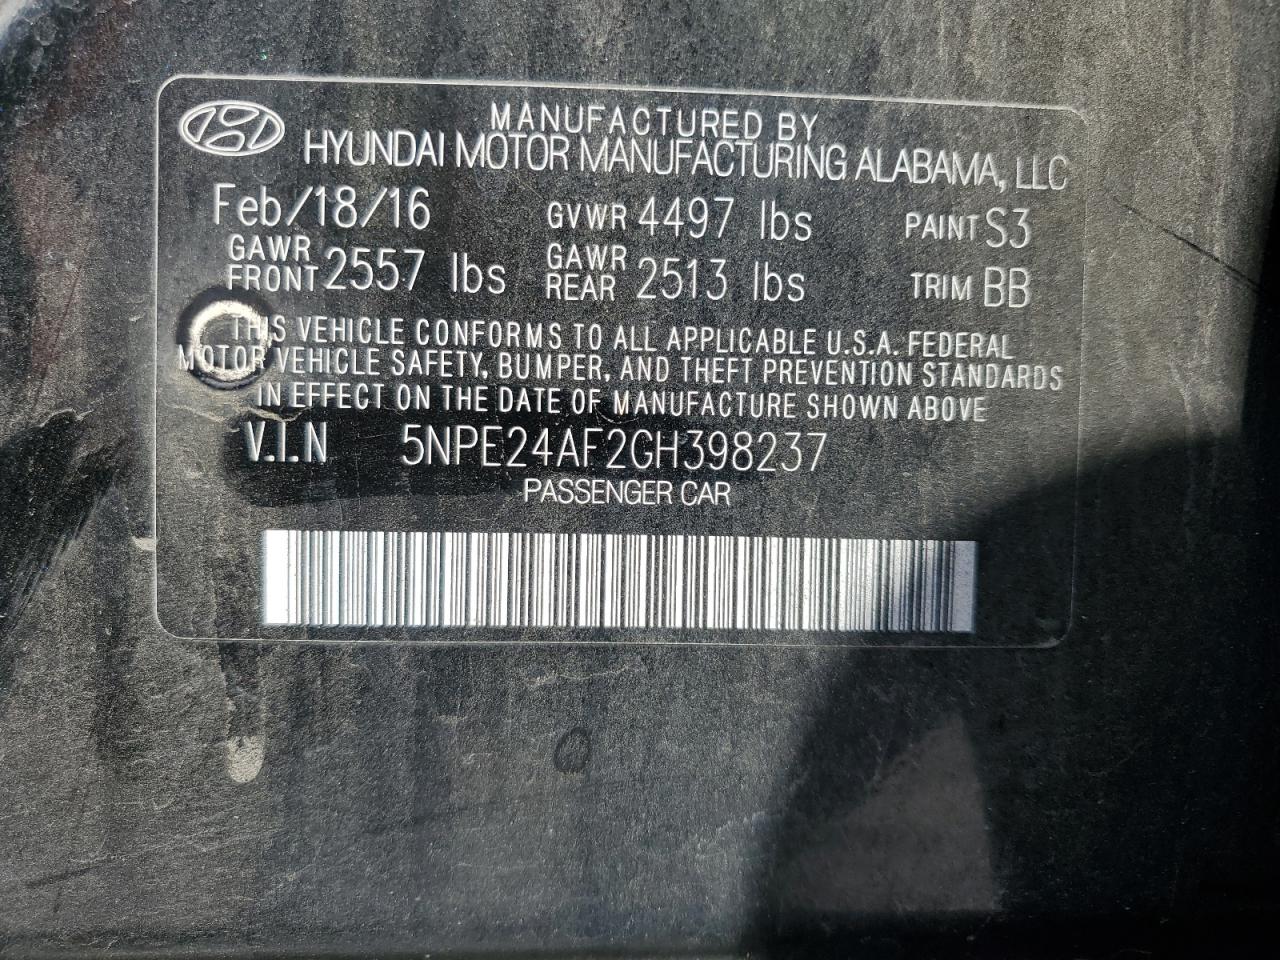 MANUFACTURED BY
HYUNDAI MOTOR MANUFACTURING ALABAMA, LLC
Feb/18/16 GVWR 4497 lbs PAINT S3
GAWR FRONT 2557 lbs GAWR REAR 2513 lbs TRIM BB
THIS VEHICLE CONFORMS TO ALL APPLICABLE U.S.A. FEDERAL
MOTOR VEHICLE SAFETY, BUMPER, AND THEFT PREVENTION STANDARDS
IN EFFECT ON THE DATE OF MANUFACTURE SHOWN ABOVE
V.I.N 5NPE24AF2GH398237
PASSENGER CAR